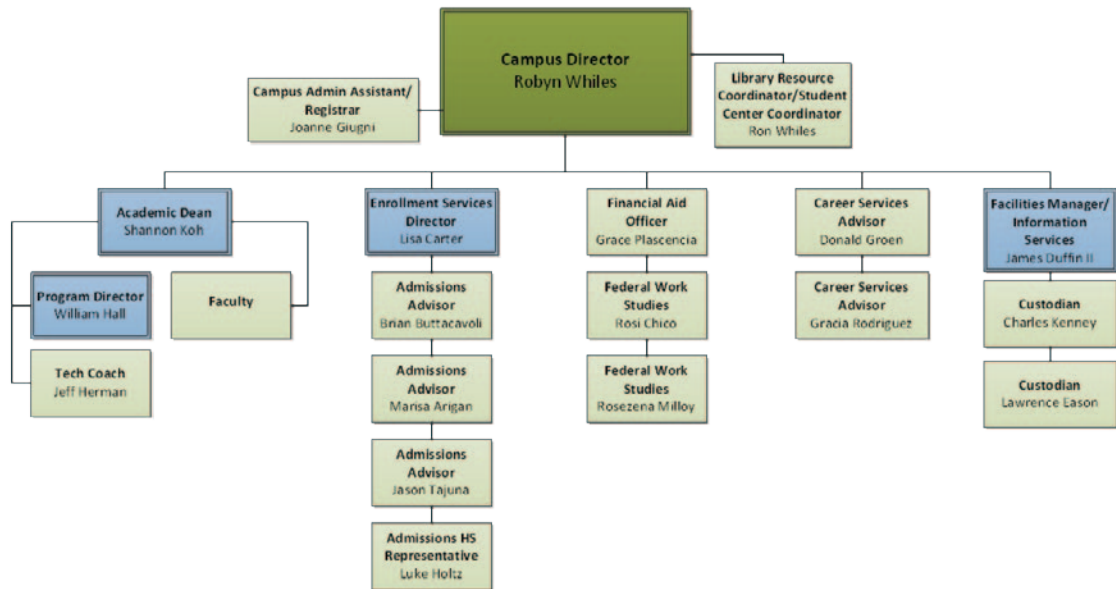 Campus Director
Robyn Whiles
Campus Admin Assistant/
Registrar
Joanne Giugni
Library Resource
Coordinator/Student
Center Coordinator
Ron Whiles
Academic Dean
Shannon Koh
Enrollment Services
Director
Lisa Carter
Financial Aid
Officer
Grace Plascencia
Career Services
Advisor
Donald Groen
Facilities Manager/
Information
Services
James Duffin II
Program Director
William Hall
Faculty
Admissions
Advisor
Brian Buttacavoli
Federal Work
Studies
Rosi Chico
Career Services
Advisor
Gracia Rodriguez
Custodian
Charles Kenney
Tech Coach
Jeff Herman
Admissions
Advisor
Marisa Arigan
Federal Work
Studies
Rosezena Milloy
Custodian
Lawrence Eason
Admissions
Advisor
Jason Tajuna
Admissions HS
Representative
Luke Holtz